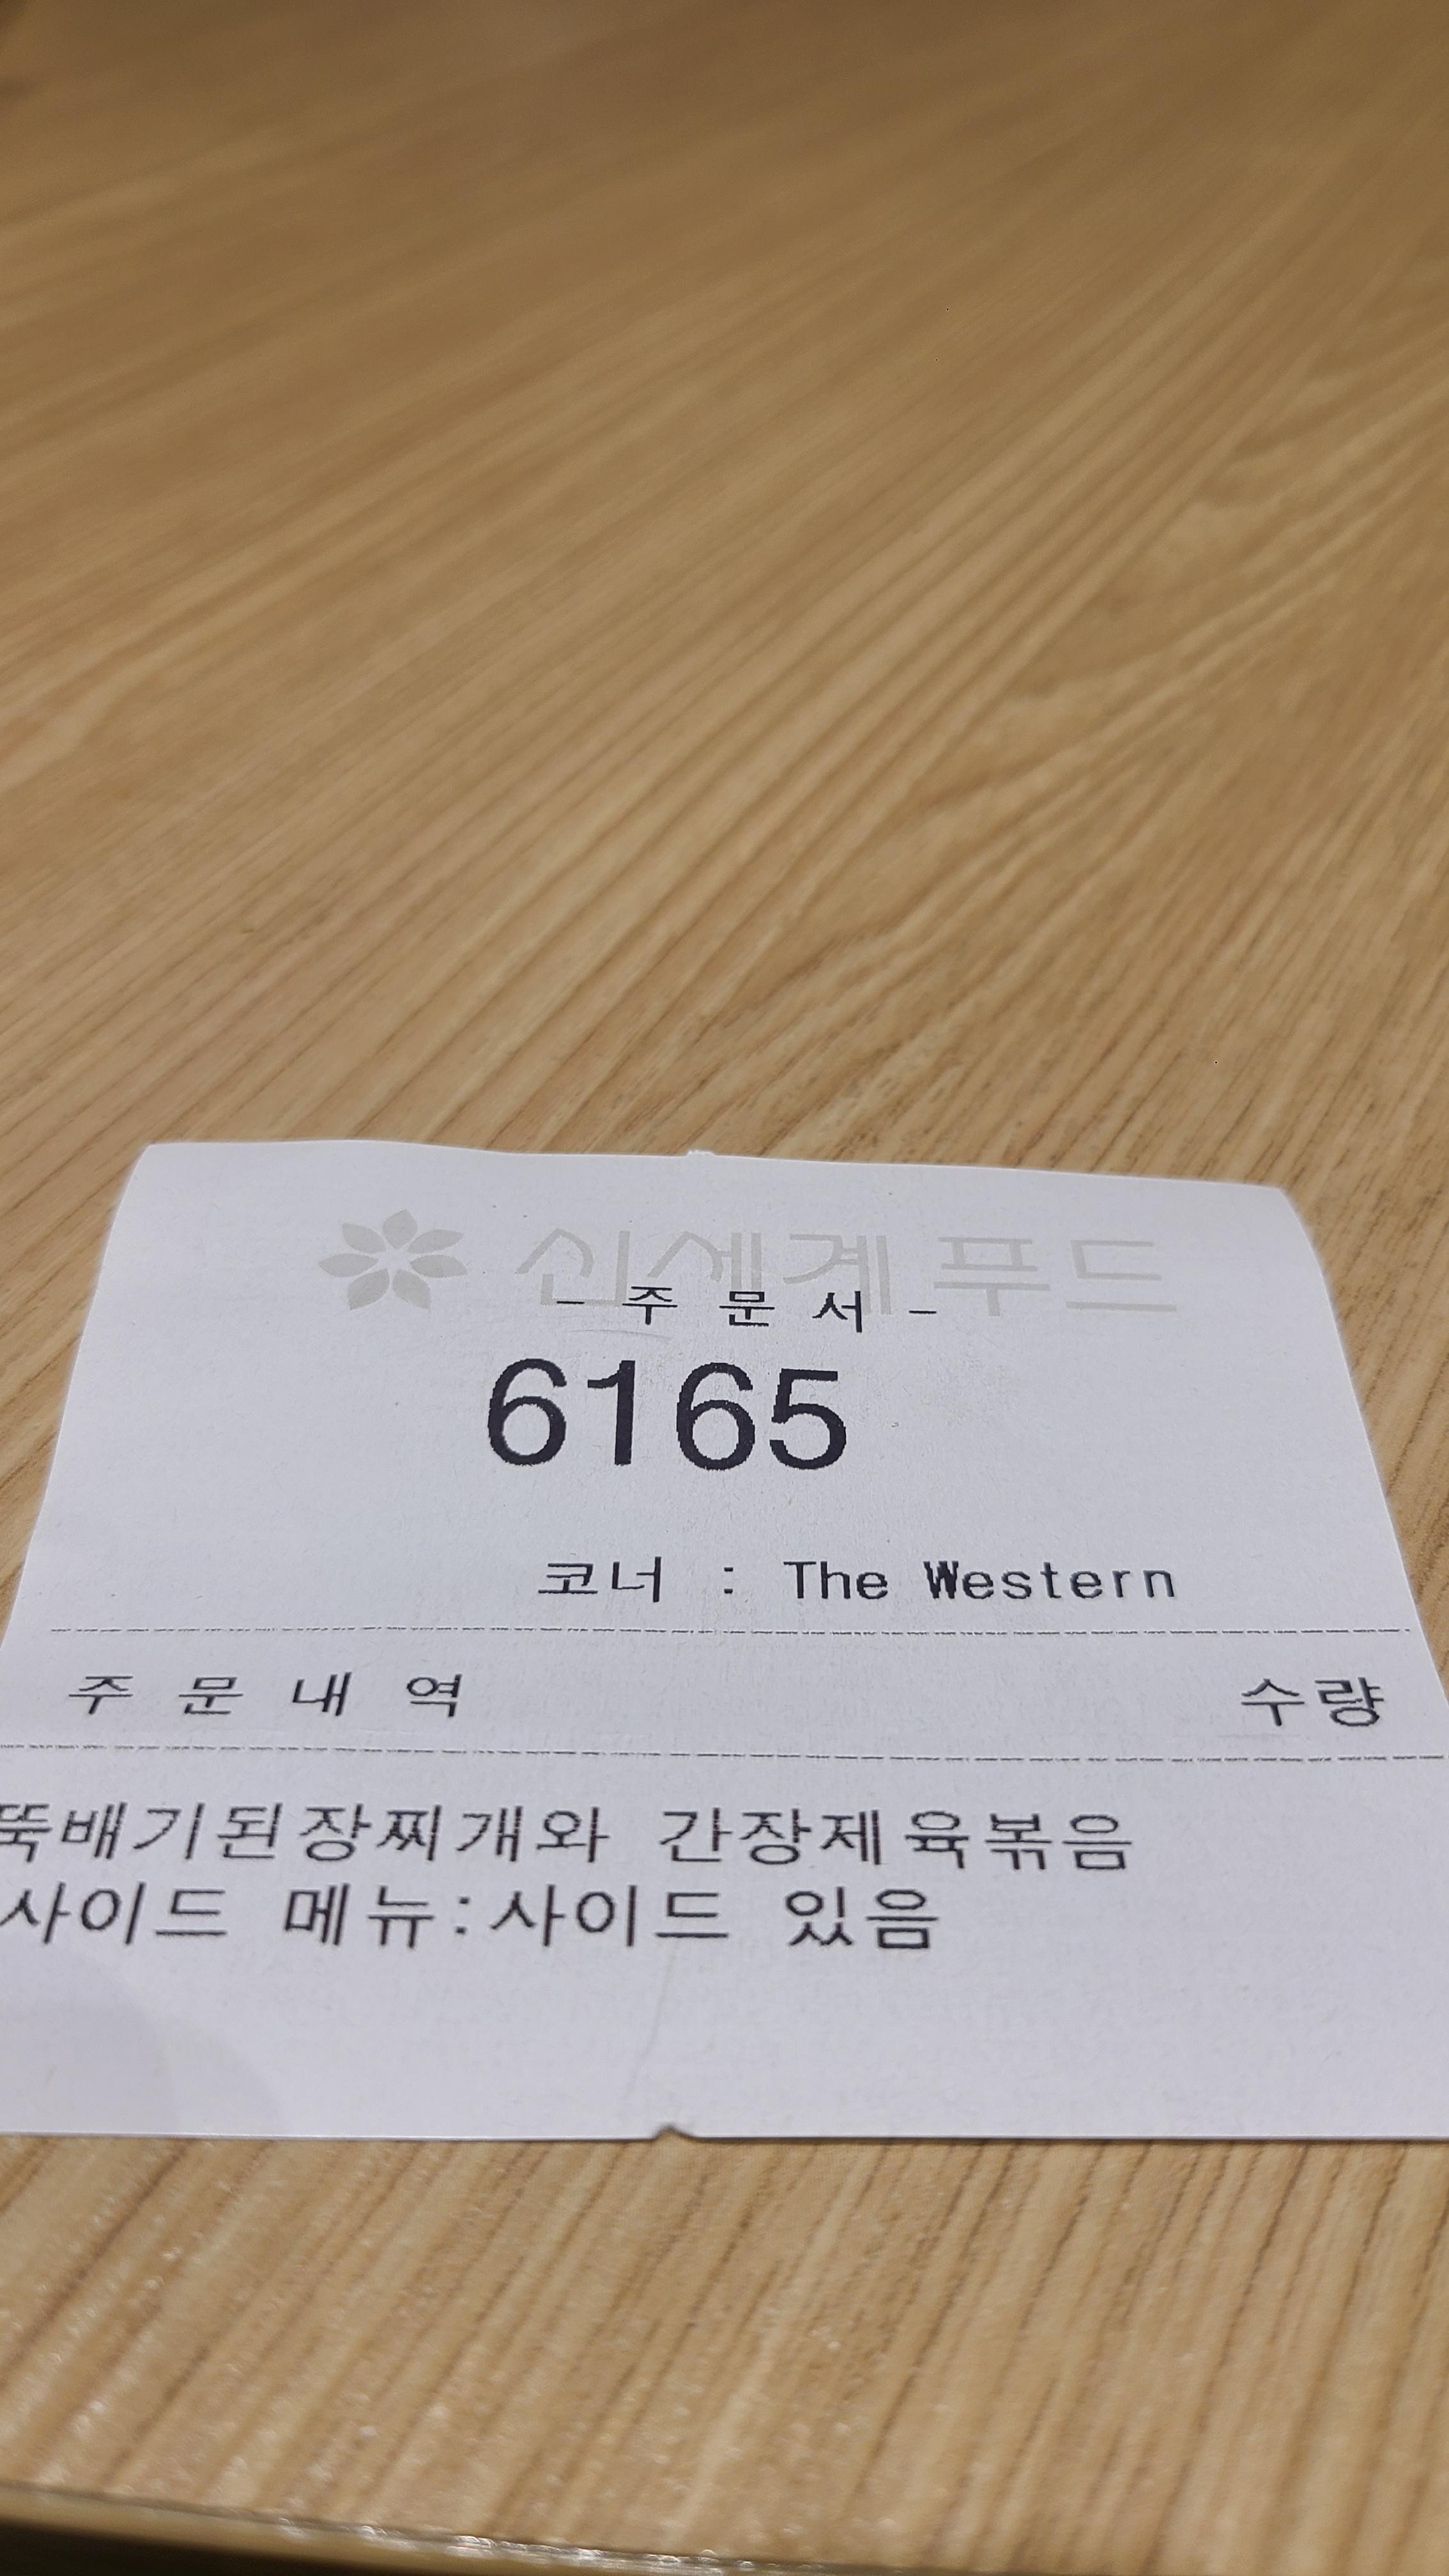 신세계푸드
- 주 문 서 -
6165
코너 : The Western
주 문 내 역 수량
뚝배기된장찌개와 간장제육볶음
사이드 메뉴:사이드 있음